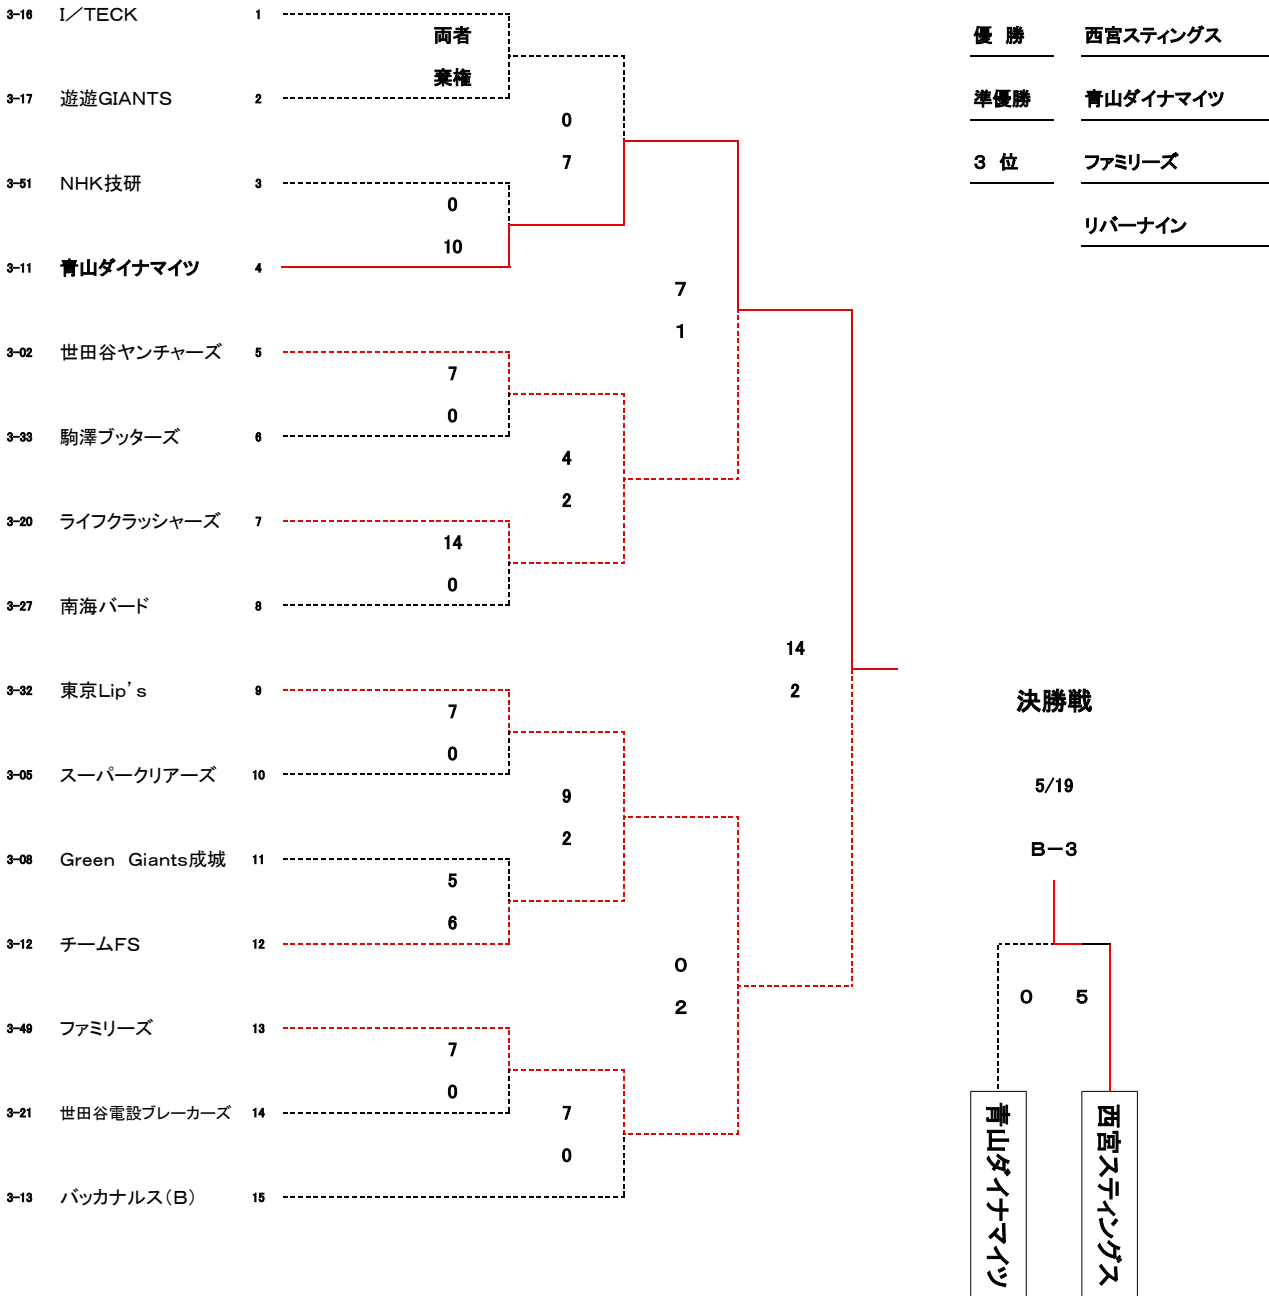 3-16 I／TECK 1
両者
棄権
3-17 遊遊GIANTS 2
0
7
3-51 NHK技研 3
0
10
3-11 青山ダイナマイツ 4
7
1
3-02 世田谷ヤンチャーズ 5
7
0
3-33 駒澤ブッターズ 6
4
2
3-20 ライフクラッシャーズ 7
14
0
3-27 南海バード 8
14
2
3-32 東京Lip’s 9
7
0
3-05 スーパークリアーズ 10
9
2
3-08 Green　Giants成城 11
5
6
3-12 チームFS 12
0
2
3-49 ファミリーズ 13
7
0
3-21 世田谷電設ブレーカーズ 14
7
0
3-13 バッカナルス（B） 15
優　勝 西宮スティングス
準優勝 青山ダイナマイツ
3　位 ファミリーズ
リバーナイン
決勝戦
5/19
B－3
0 5
青山ダイナマイツ
西宮スティングス